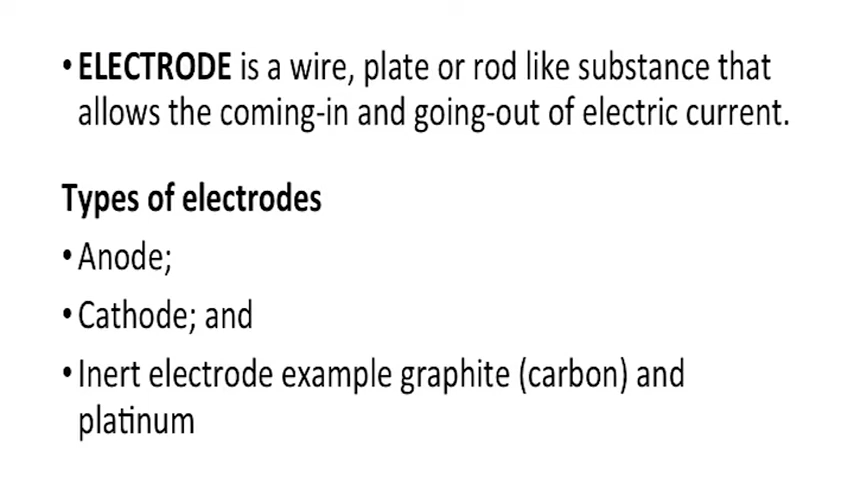 • ELECTRODE is a wire, plate or rod like substance that
allows the coming-in and going-out of electric current.
Types of electrodes
• Anode;
• Cathode; and
• Inert electrode example graphite (carbon) and
platinum